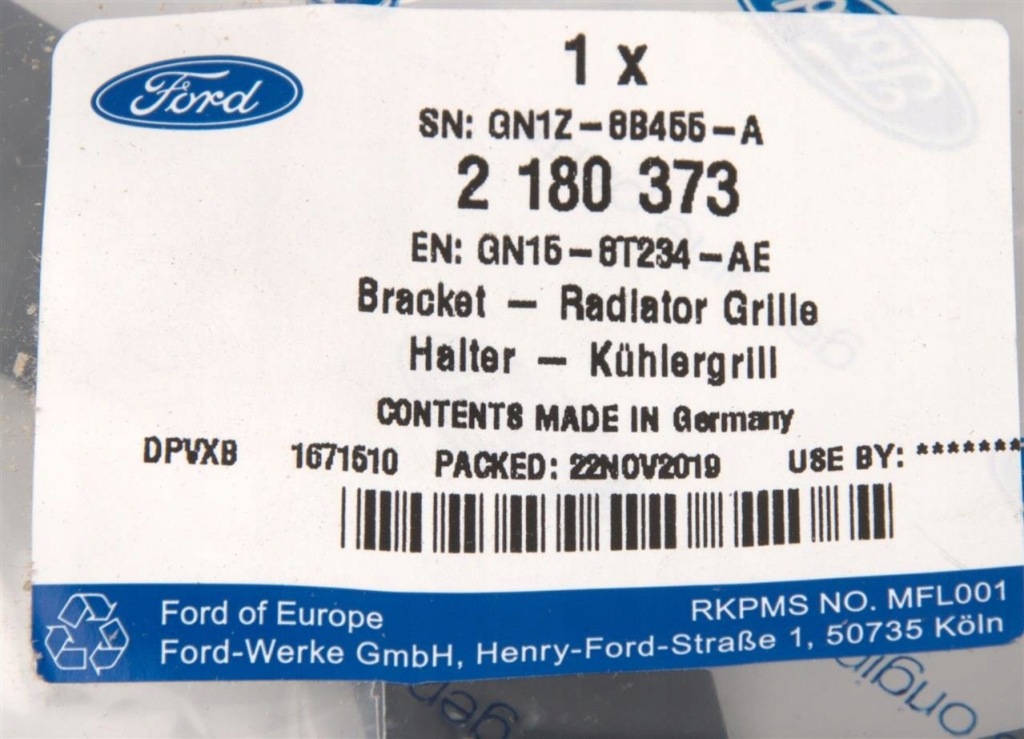 Ford
1 x
SN: GN1Z-8B455-A
2 180 373
EN: GN15-8T234-AE
Bracket - Radiator Grille
Halter - Kühlergrill
CONTENTS MADE IN Germany
DPVXB 1671510 PACKED: 22NOV2019 USE BY: *******
Ford of Europe
RKPMS NO. MFL001
Ford-Werke GmbH, Henry-Ford-Straße 1, 50735 Köln